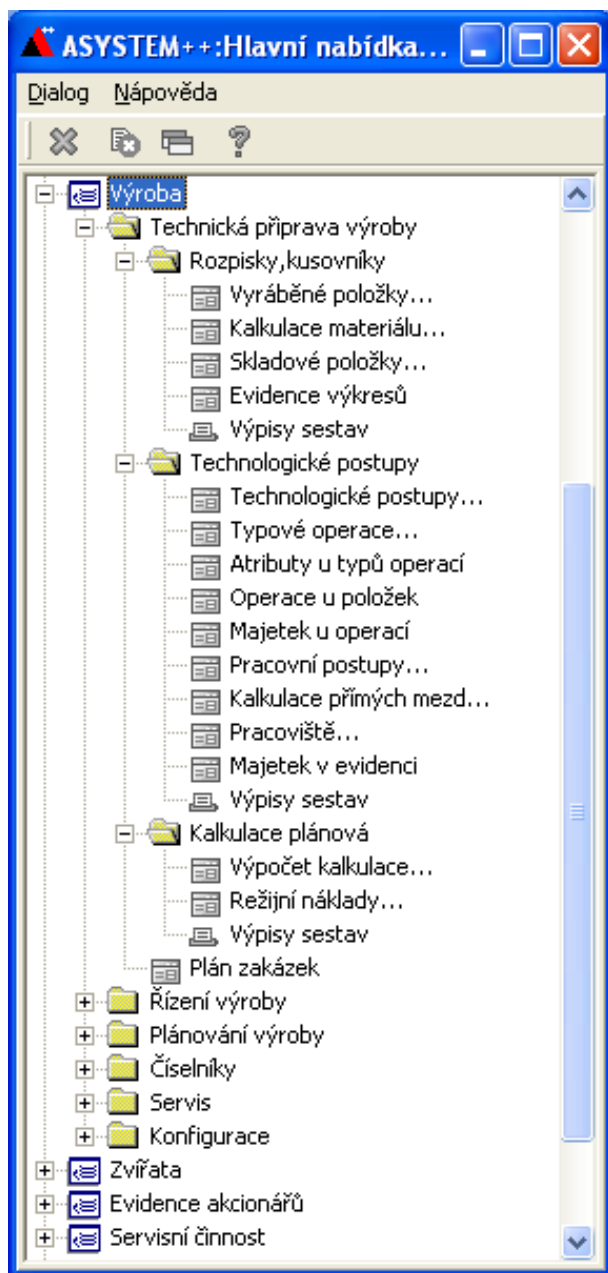 ASYSTEM++:Hlavní nabídka...
Dialog Nápověda
Výroba
Technická připrava výroby
Rozpisky,kusovníky
Vyráběné položky...
Kalkulace materiálu...
Skladové položky...
Evidence výkresů
Výpisy sestav
Technologické postupy
Technologické postupy...
Typové operace...
Atributy u typů operací
Operace u položek
Majetek u operací
Pracovní postupy...
Kalkulace přímých mezd...
Pracoviště...
Majetek v evidenci
Výpisy sestav
Kalkulace plánová
Výpočet kalkulace...
Režijní náklady...
Výpisy sestav
Plán zakázek
Řízení výroby
Plánování výroby
Číselníky
Servis
Konfigurace
Zvířata
Evidence akcionářů
Servisní činnost